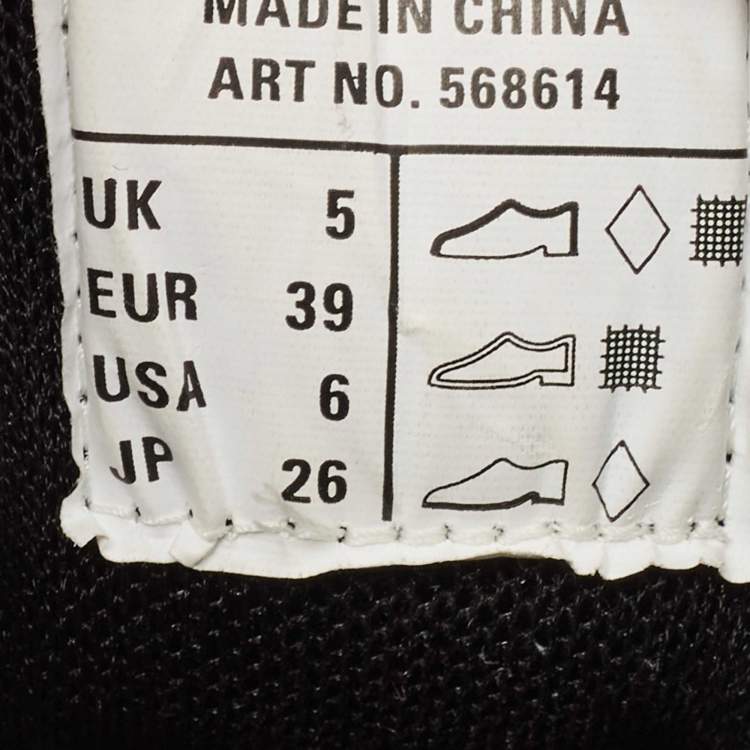 MADE IN CHINA
ART NO. 568614
UK 5
EUR 39
USA 6
JP 26